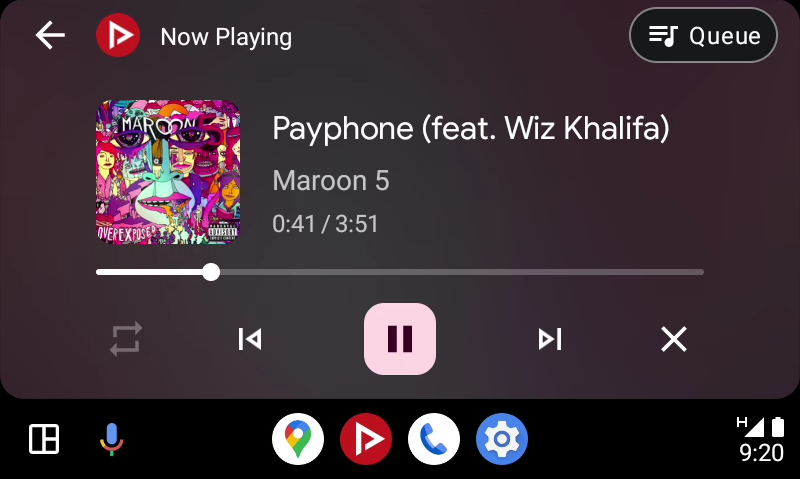 Now Playing
Queue
MAROON 5
OVEREXPOSED
PARENTAL
ADVISORY
EXPLICIT CONTENT
Payphone (feat. Wiz Khalifa)
Maroon 5
0:41 / 3:51
H
9:20